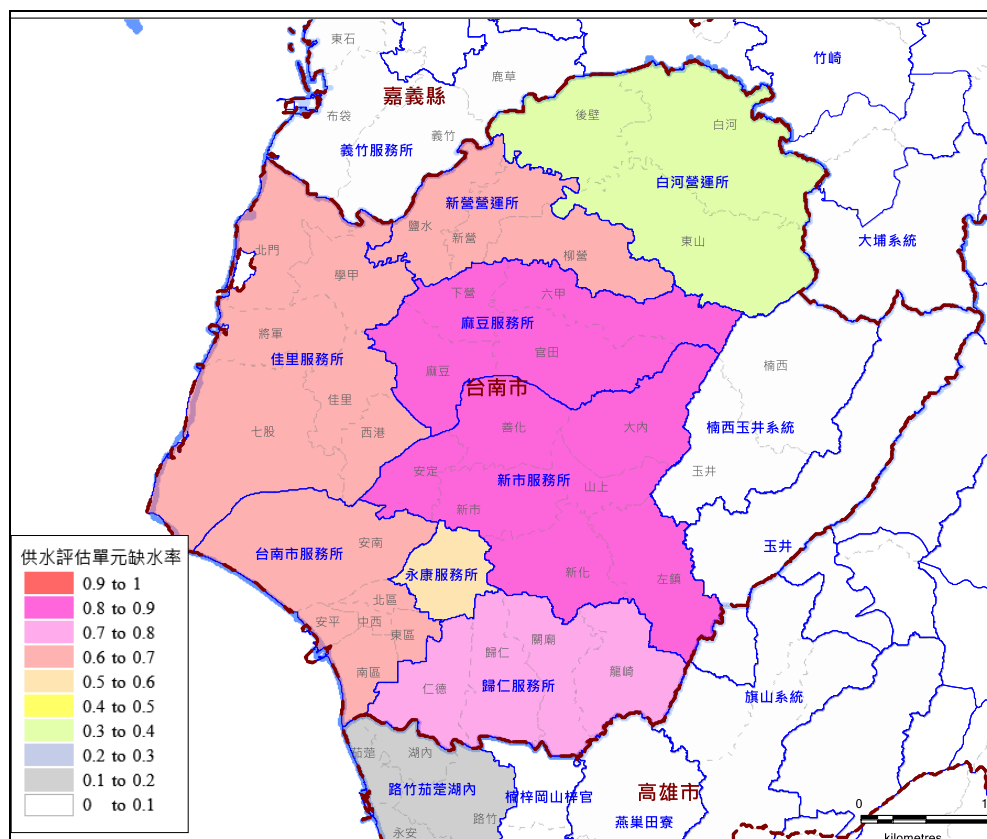 東石
竹崎
鹿草
嘉義縣
布袋
後壁
白河
義竹
義竹服務所
白河營運所
新營營運所
鹽水
新營
東山
大埔系統
北門
柳營
學甲
下營
六甲
將軍
麻豆服務所
佳里服務所
官田
楠西
麻豆
台南市
佳里
七股
西港
善化
大內
楠西玉井系統
安定
新市服務所
山上
玉井
新市
台南市服務所
安南
玉井
永康服務所
新化
左鎮
北區
安平
中西
東區
歸仁
關廟
南區
仁德
歸仁服務所
龍崎
旗山系統
茄萣
湖內
路竹茄萣湖內
楠梓岡山梓官
高雄市
路竹
燕巢田寮
永安
供水評估單元缺水率
0.9 to 1
0.8 to 0.9
0.7 to 0.8
0.6 to 0.7
0.5 to 0.6
0.4 to 0.5
0.3 to 0.4
0.2 to 0.3
0.1 to 0.2
0 to 0.1
0
1
kilometres